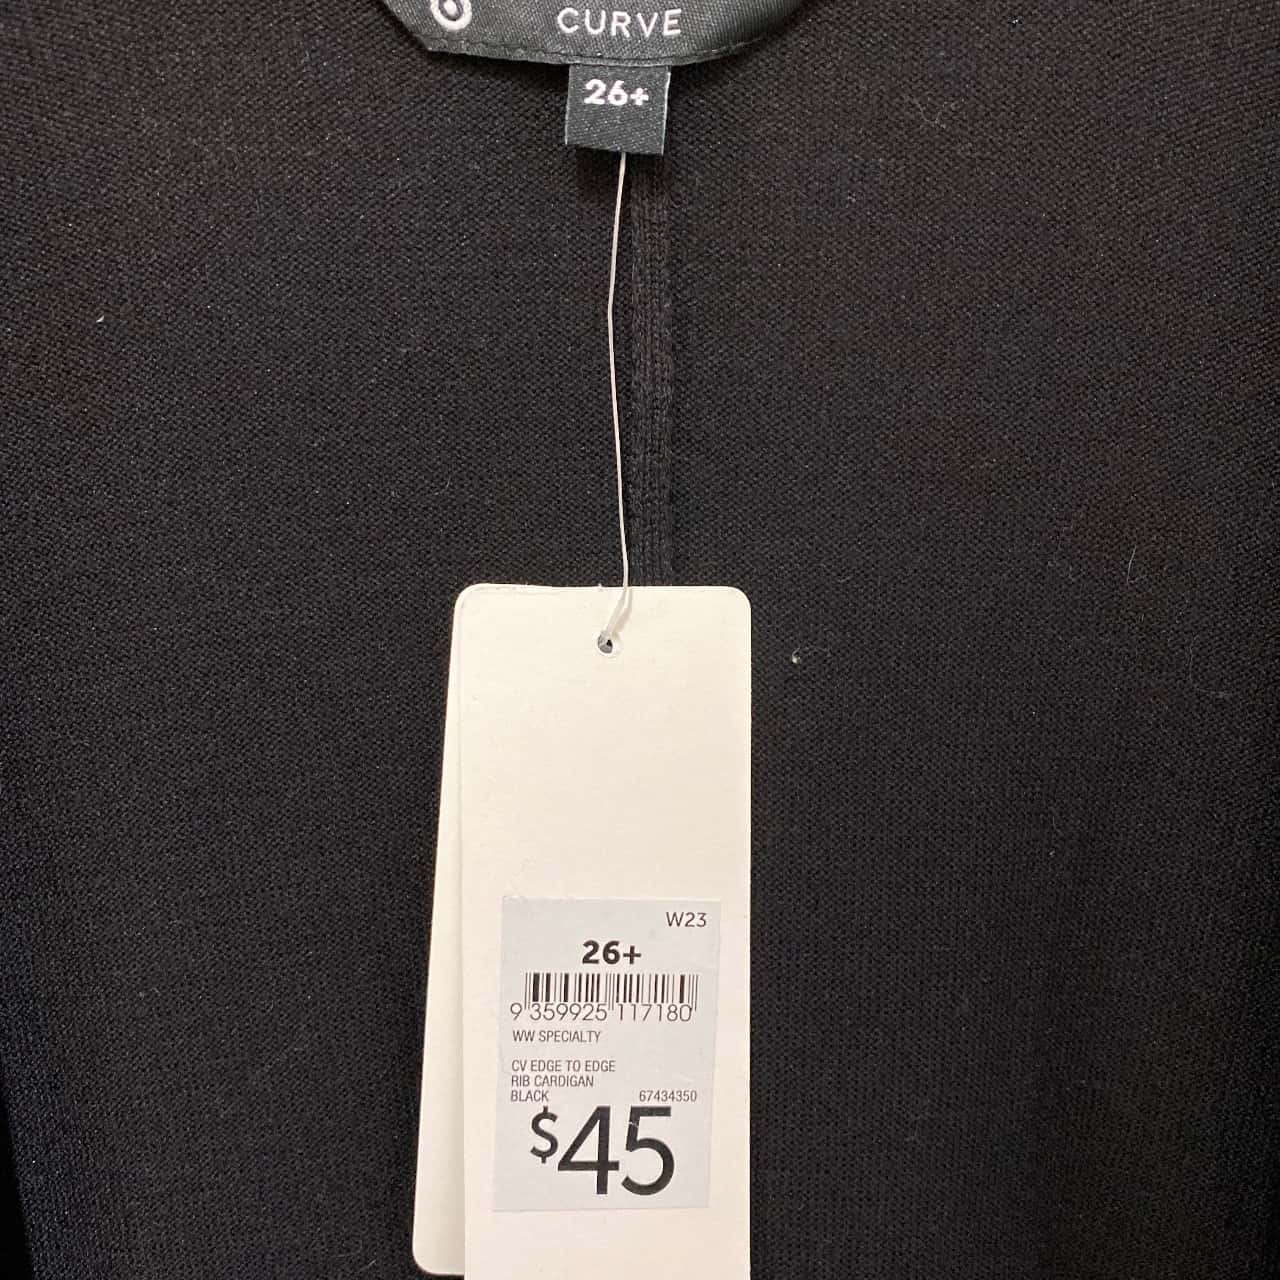 CURVE
26+
W23
26+
9 359925 117180
WW SPECIALTY
CV EDGE TO EDGE
RIB CARDIGAN
BLACK 67434350
$45